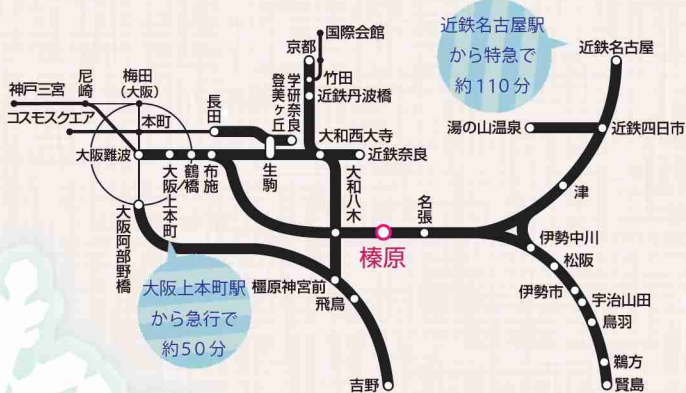 国際会館
京都
竹田
近鉄丹波橋
学研奈良
登美ヶ丘
近鉄名古屋駅
から特急で
約110分
近鉄名古屋
神戸三宮
尼崎
梅田
(大阪)
長田
コスモスクエア
本町
湯の山温泉
近鉄四日市
大阪難波
大阪上本町
鶴橋
布施
生駒
大和西大寺
近鉄奈良
大和八木
津
榛原
名張
大阪阿部野橋
伊勢中川
松阪
伊勢市
宇治山田
鳥羽
鵜方
賢島
大阪上本町駅
から急行で
約50分
橿原神宮前
飛鳥
吉野